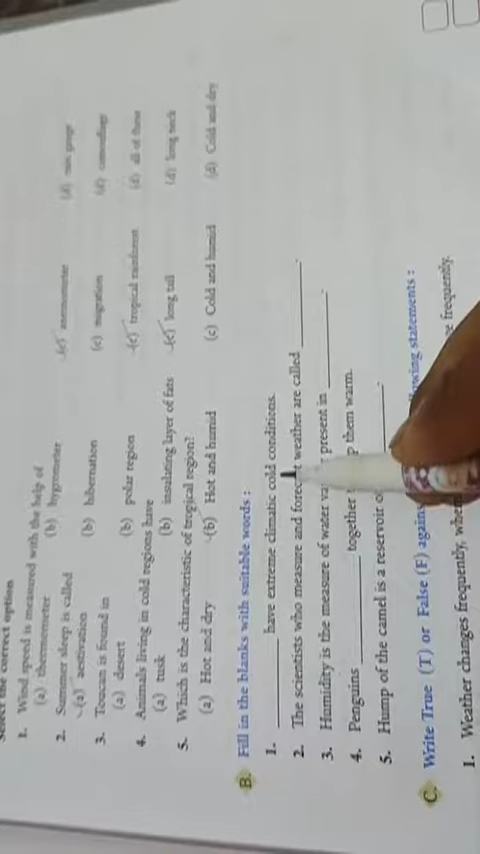 Select the correct option
1. Wind speed is measured with the help of
(a) thermometer (b) hygrometer (c) anemometer (d) rain gauge
2. Summer sleep is called
(a) aestivation (b) hibernation (c) migration (d) camouflage
3. Toucan is found in
(a) desert (b) polar region (c) tropical rainforest (d) all of these
4. Animals living in cold regions have
(a) tusk (b) insulating layer of fats (c) long tail (d) long neck
5. Which is the characteristic of tropical region?
(a) Hot and dry (b) Hot and humid (c) Cold and humid (d) Cold and dry
B. Fill in the blanks with suitable words :
1. ________ have extreme climatic cold conditions.
2. The scientists who measure and forecast weather are called ________.
3. Humidity is the measure of water present in ________.
4. Penguins ________ together them warm.
5. Hump of the camel is a reservoir ________.
C. Write True (T) or False (F) statements :
1. Weather changes frequently, frequently.